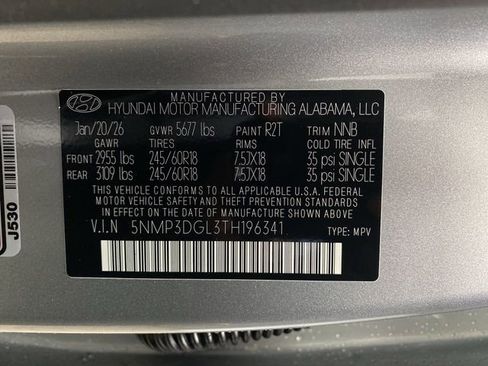 MANUFACTURED BY
HYUNDAI MOTOR MANUFACTURING ALABAMA, LLC
Jan/20/26 GVWR 5677 lbs PAINT R2T TRIM NNB
GAWR TIRES RIMS COLD TIRE INFL
FRONT 2955 lbs 245/60R18 7.5JX18 35 psi SINGLE
REAR 3109 lbs 245/60R18 7.5JX18 35 psi SINGLE
THIS VEHICLE CONFORMS TO ALL APPLICABLE U.S.A. FEDERAL
MOTOR VEHICLE SAFETY AND THEFT PREVENTION STANDARDS
IN EFFECT ON THE DATE OF MANUFACTURE SHOWN ABOVE.
V.I.N 5NMP3DGL3TH196341
TYPE: MPV
J530